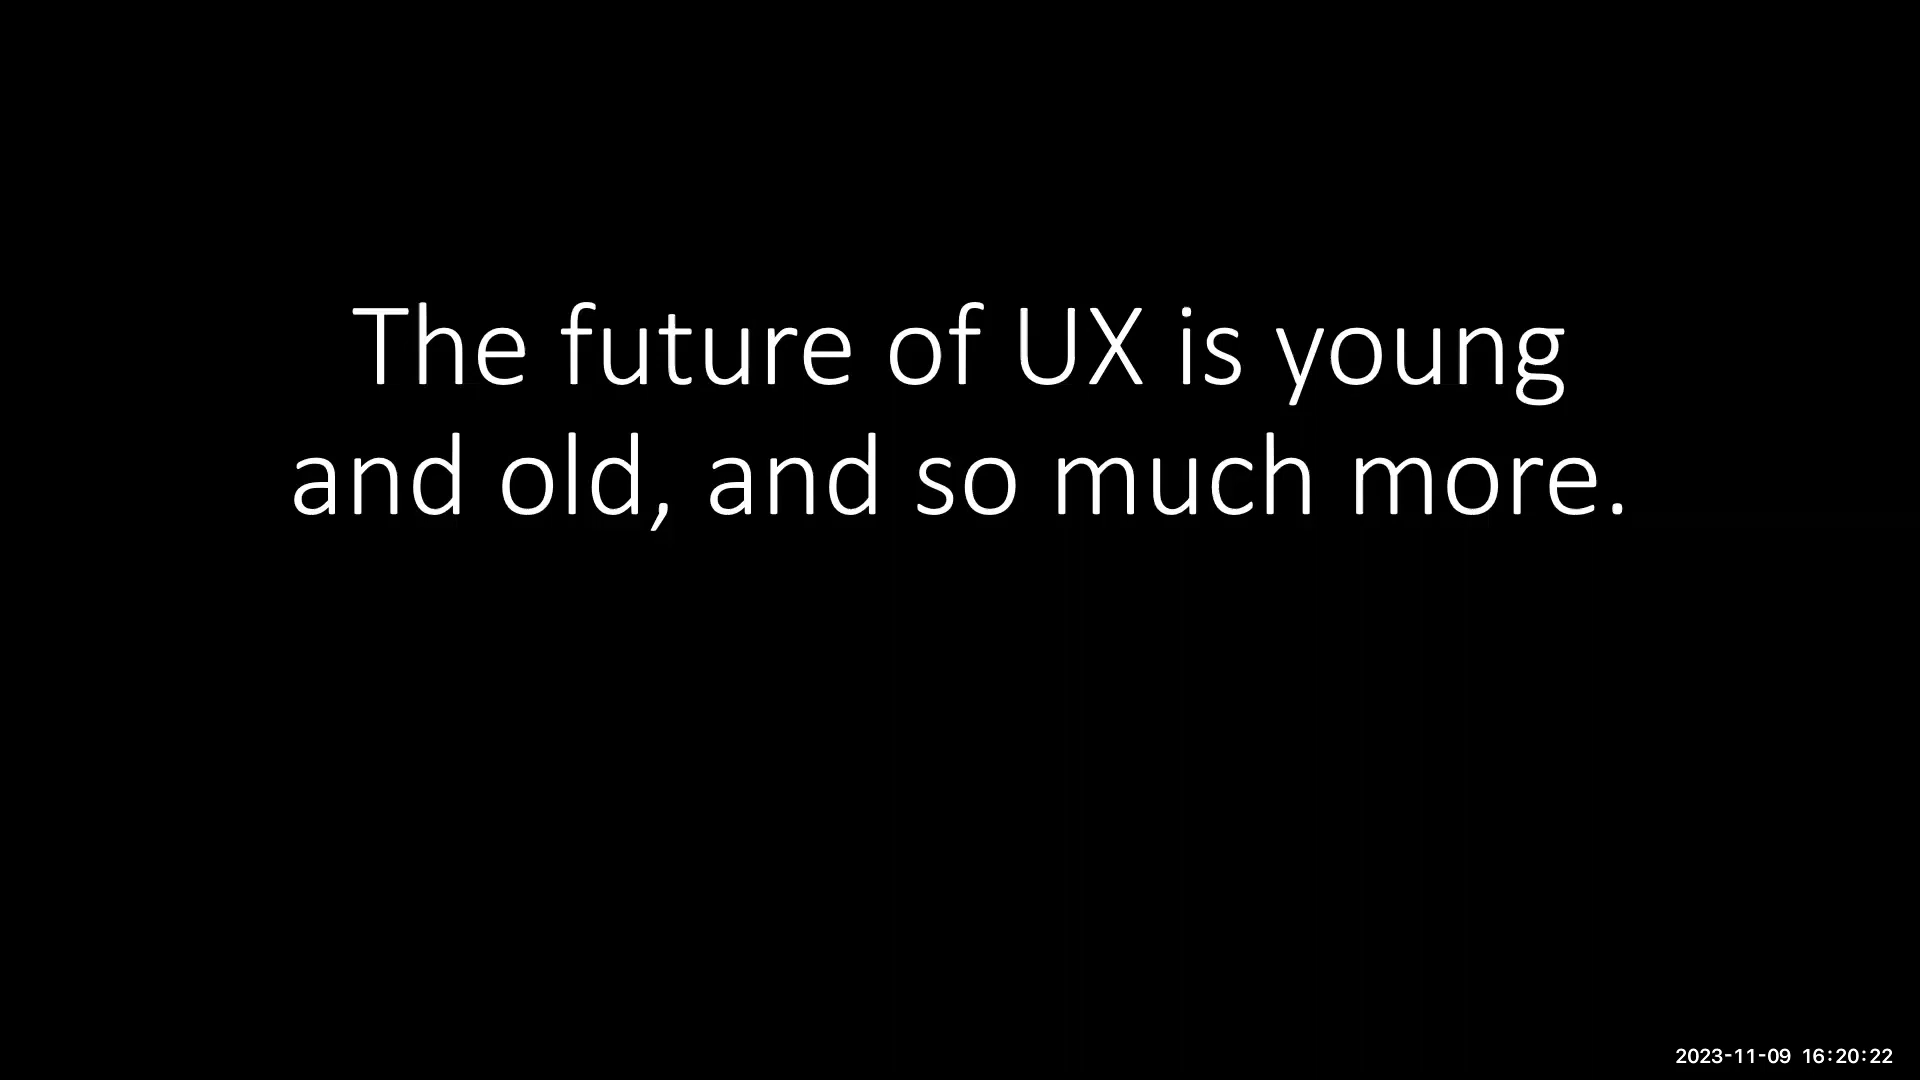 The future of UX is young
and old, and so much more.
2023-11-09 16:20:22